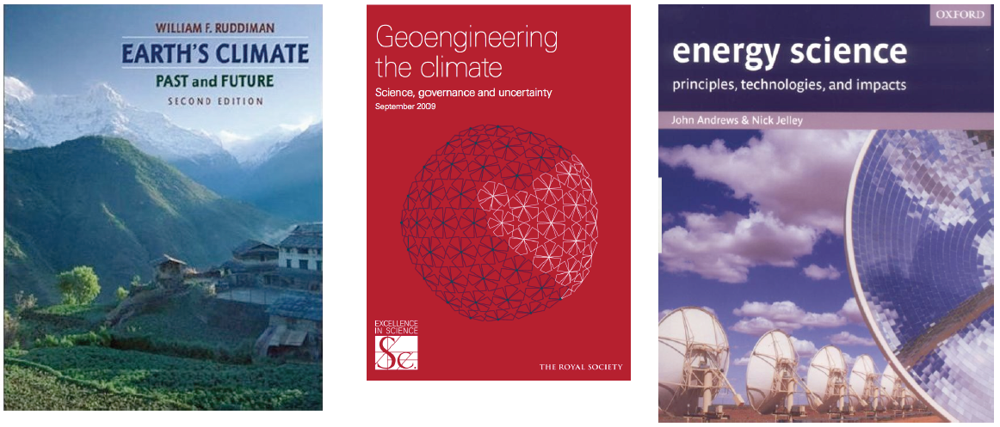 WILLIAM F. RUDDIMAN
EARTH'S CLIMATE
PAST and FUTURE
SECOND EDITION
Geoengineering
the climate
Science, governance and uncertainty
September 2009
EXCELLENCE
IN SCIENCE
Sc.
THE ROYAL SOCIETY
OXFORD
energy science
principles, technologies, and impacts
John Andrews & Nick Jelley